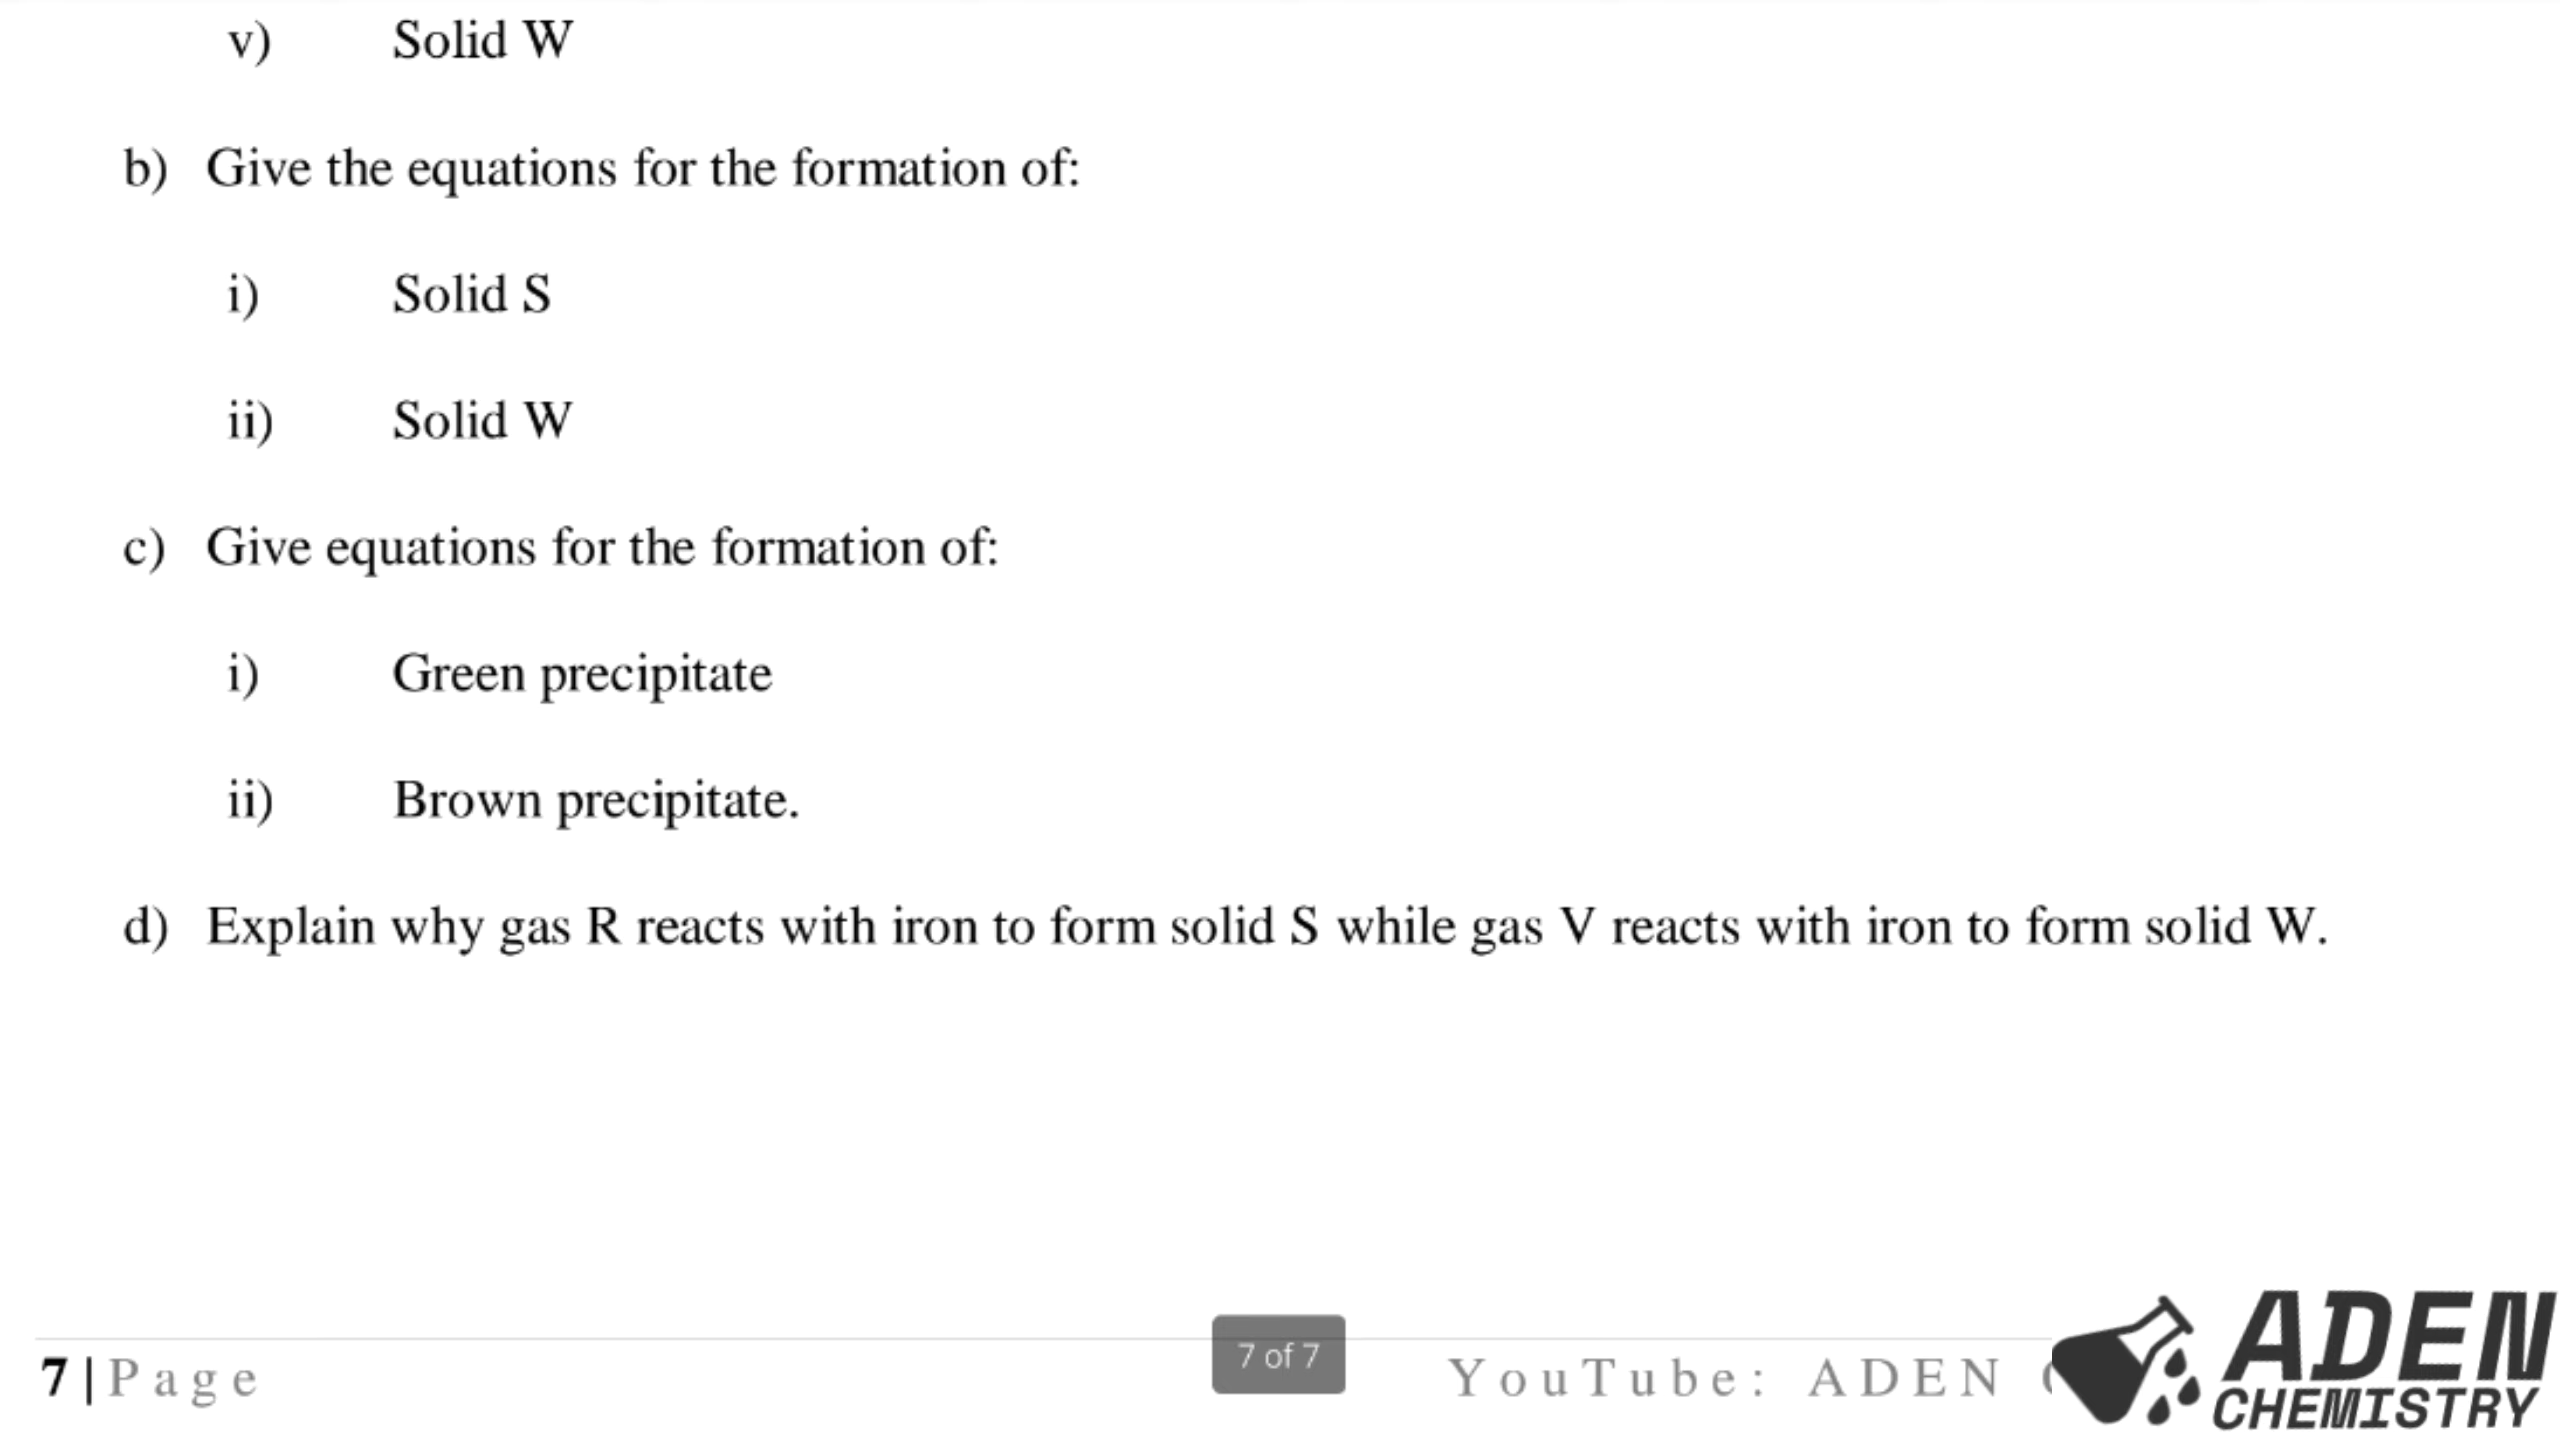 v) Solid W
b) Give the equations for the formation of:
i) Solid S
ii) Solid W
c) Give equations for the formation of:
i) Green precipitate
ii) Brown precipitate.
d) Explain why gas R reacts with iron to form solid S while gas V reacts with iron to form solid W.
7 | Page
7 of 7
YouTube: ADEN
ADEN
CHEMISTRY